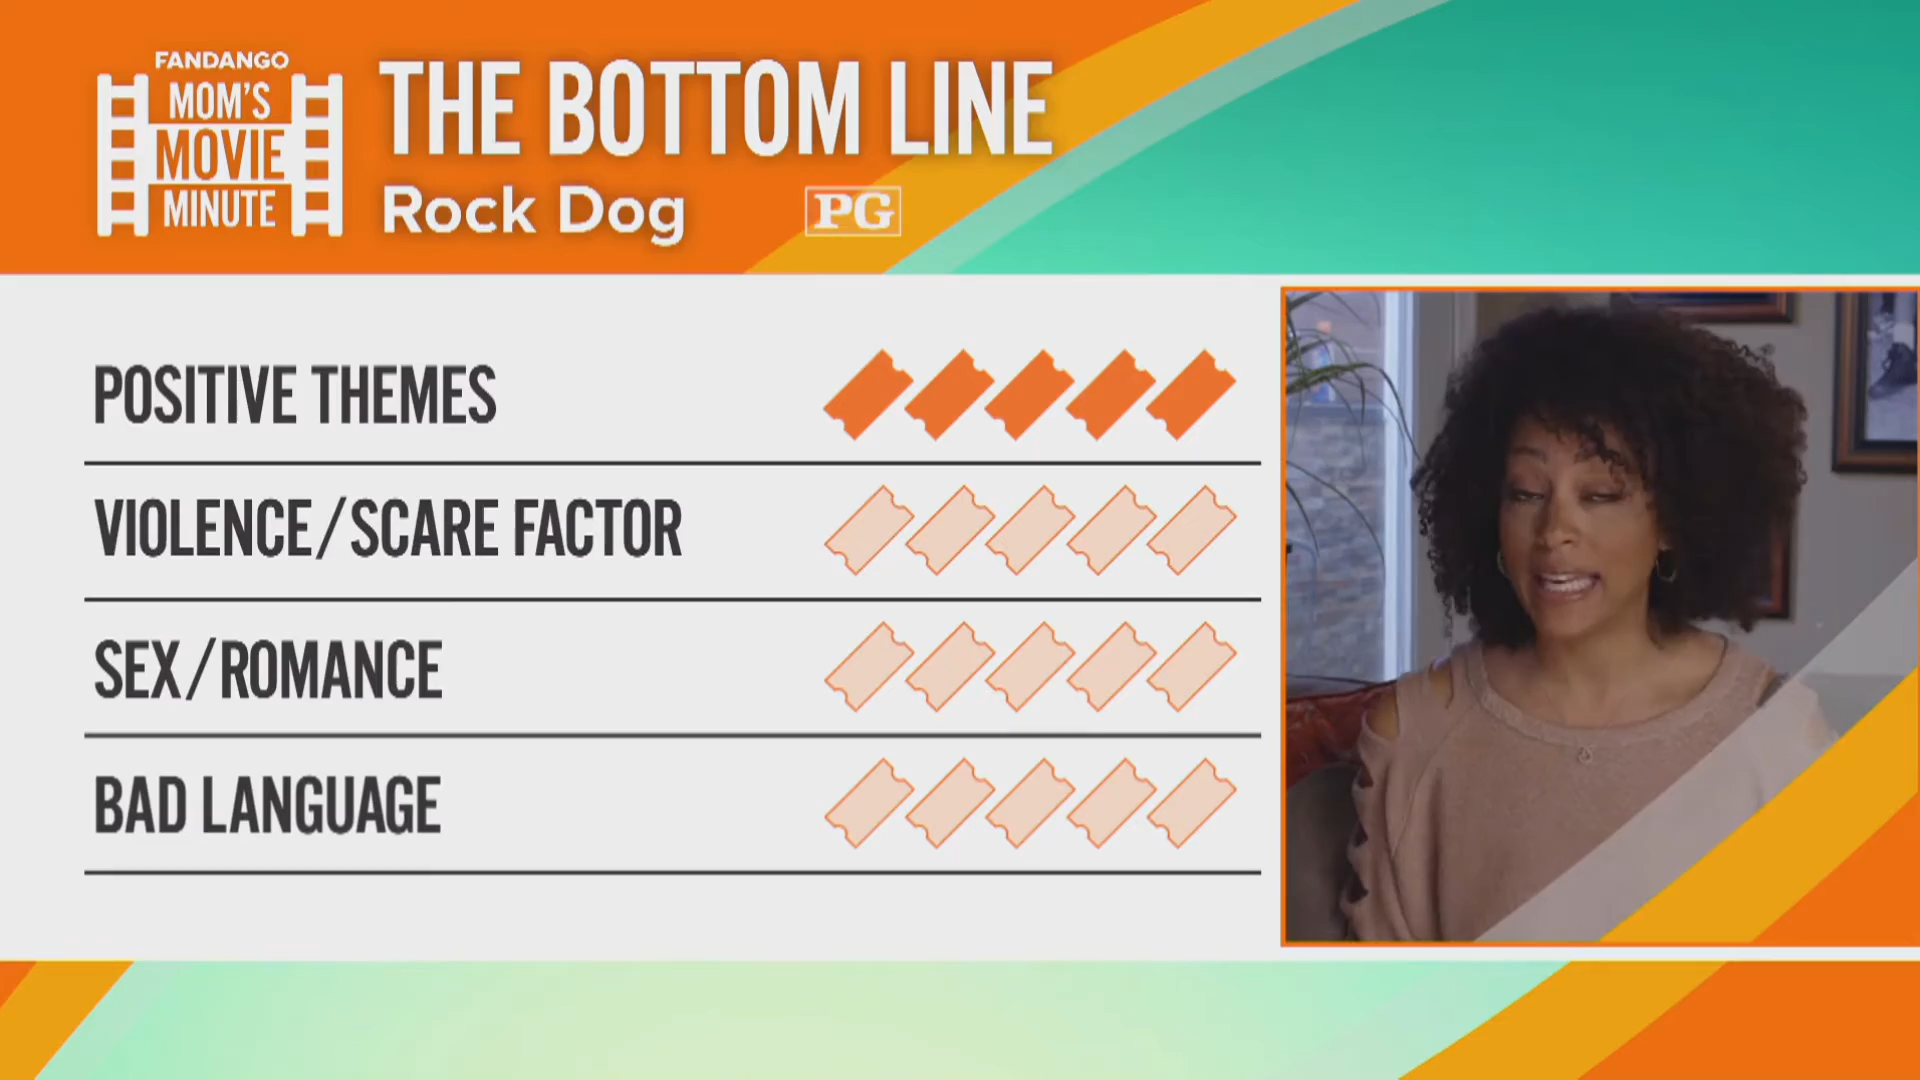 FANDANGO
MOM'S
MOVIE
MINUTE
THE BOTTOM LINE
Rock Dog PG
POSITIVE THEMES
VIOLENCE/SCARE FACTOR
SEX/ROMANCE
BAD LANGUAGE